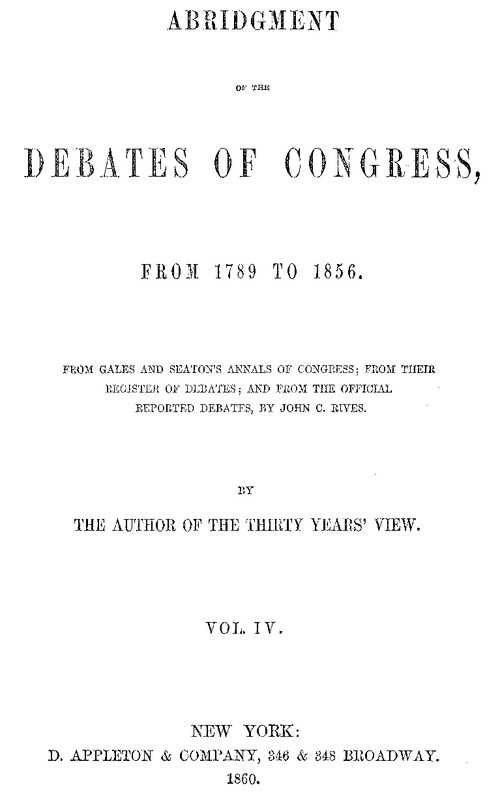 ABRIDGMENT
OF THE
DEBATES OF CONGRESS,
FROM 1789 TO 1856.
FROM GALES AND SEATON'S ANNALS OF CONGRESS; FROM THEIR
REGISTER OF DEBATES; AND FROM THE OFFICIAL
REPORTED DEBATES, BY JOHN C. RIVES.
BY
THE AUTHOR OF THE THIRTY YEARS' VIEW.
VOL. IV.
NEW YORK:
D. APPLETON & COMPANY, 346 & 348 BROADWAY.
1860.